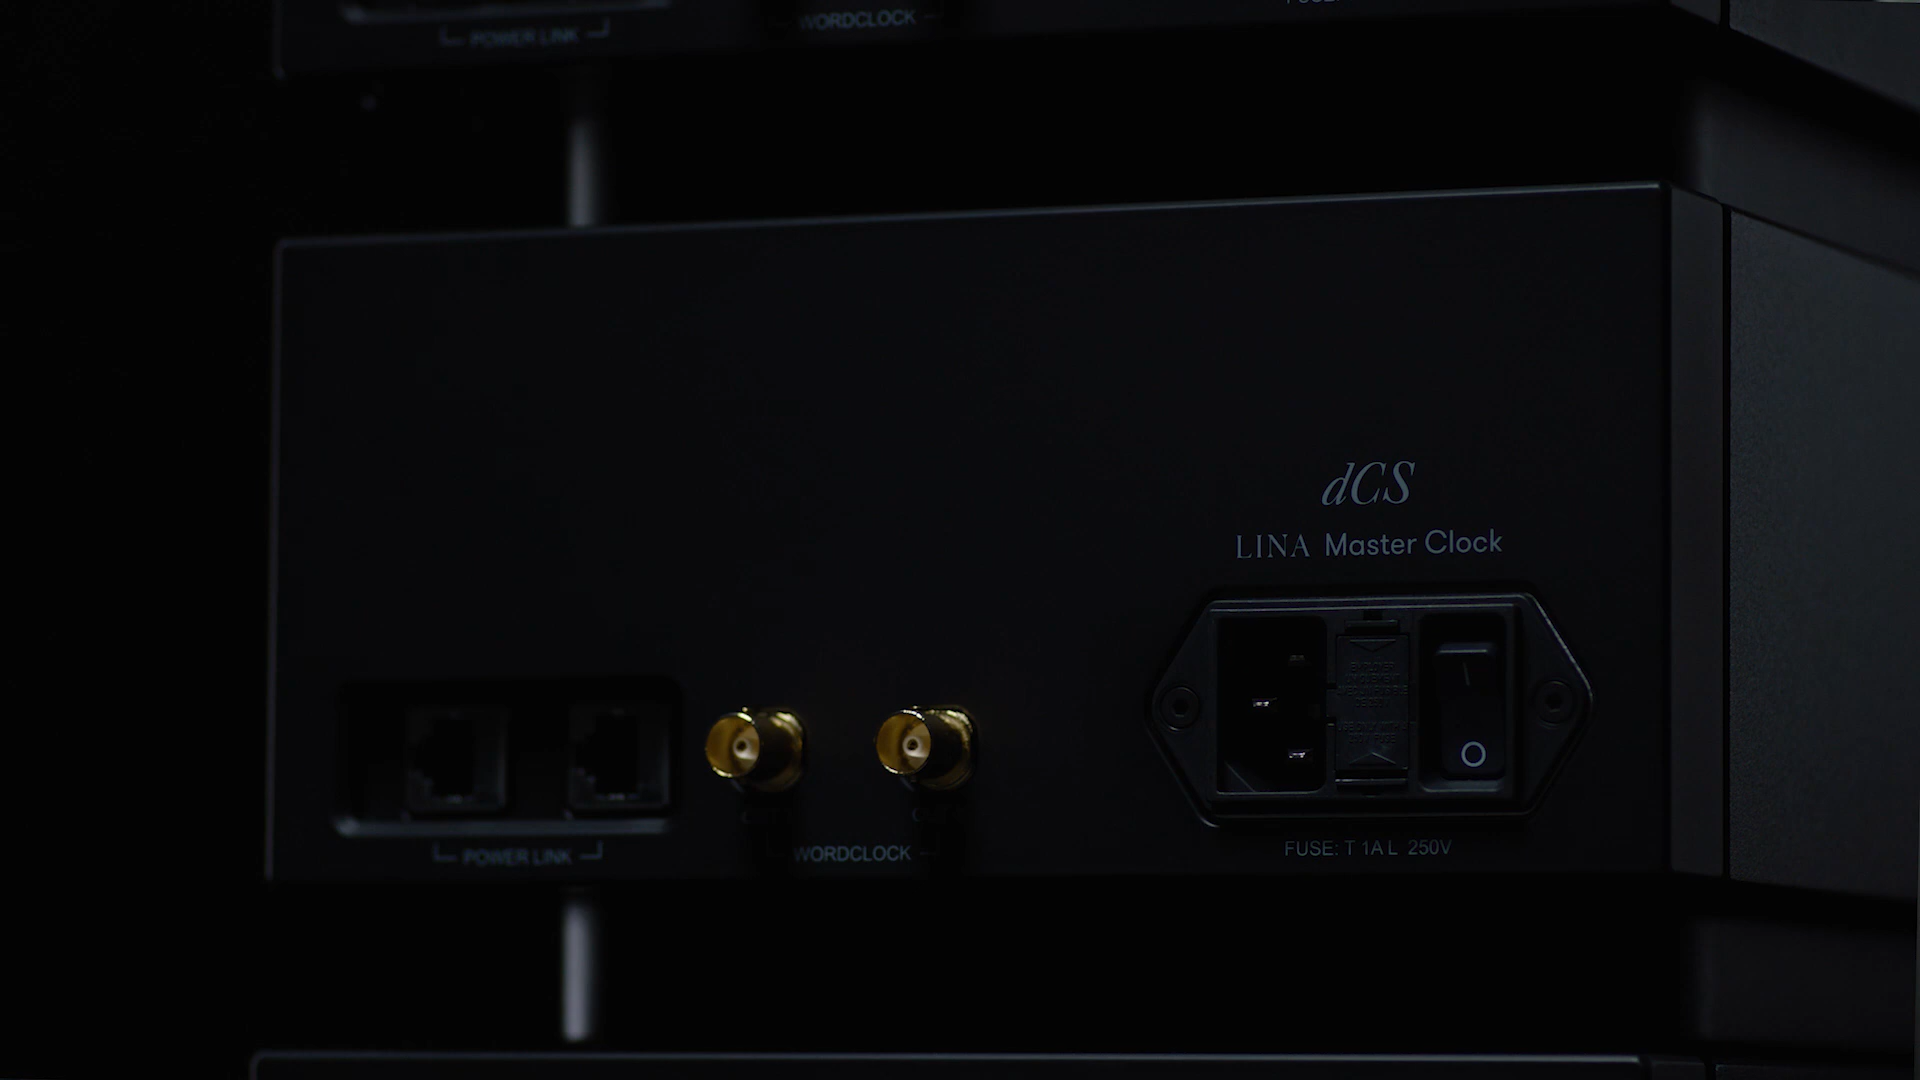 POWER LINK
WORDCLOCK
dCS
LINA Master Clock
POWER LINK
WORDCLOCK
FUSE: T 1A L 250V